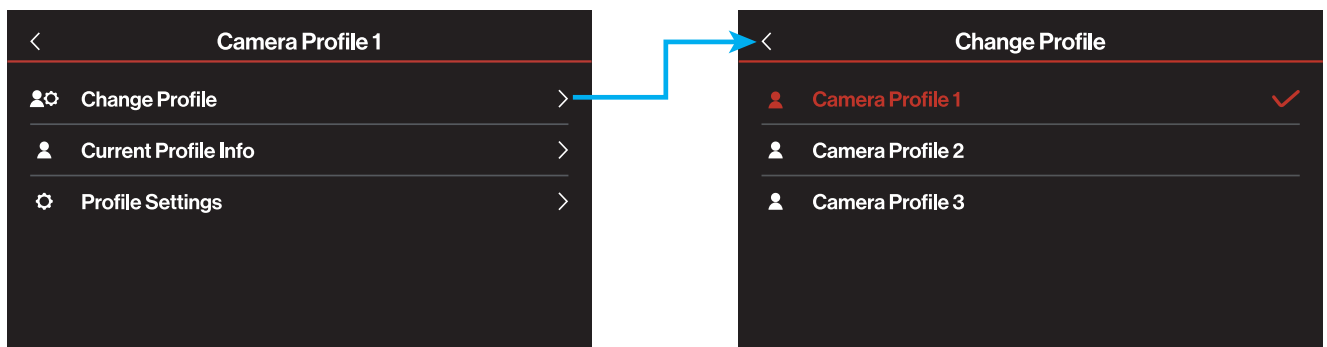 Camera Profile 1
Change Profile
Current Profile Info
Profile Settings
Change Profile
Camera Profile 1
Camera Profile 2
Camera Profile 3